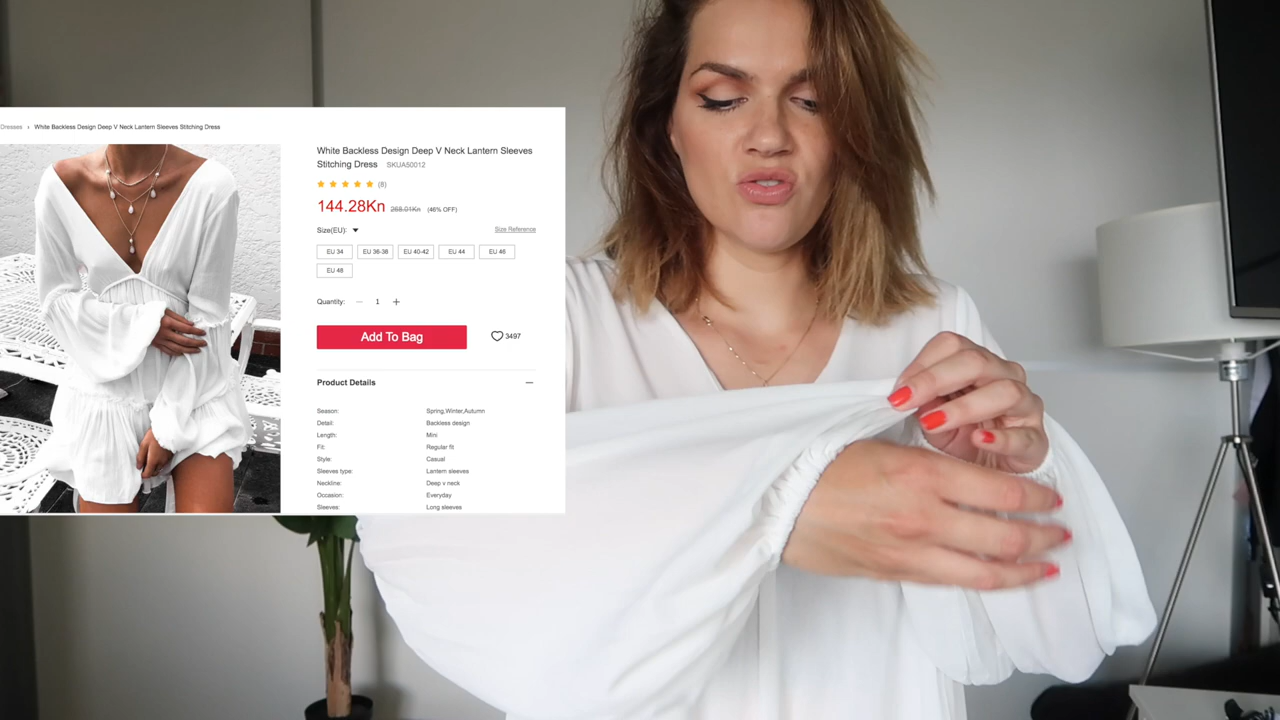 Dresses › White Backless Design Deep V Neck Lantern Sleeves Stitching Dress
White Backless Design Deep V Neck Lantern Sleeves
Stitching Dress SKUA50012
(8)
144.28Kn 268.01Kn (46% OFF)
Size(EU): Size Reference
EU 34 EU 36-38 EU 40-42 EU 44 EU 46
EU 48
Quantity: — 1 +
Add To Bag 3497
Product Details —
Season: Spring,Winter,Autumn
Detail: Backless design
Length: Mini
Fit: Regular fit
Style: Casual
Sleeves type: Lantern sleeves
Neckline: Deep v neck
Occasion: Everyday
Sleeves: Long sleeves